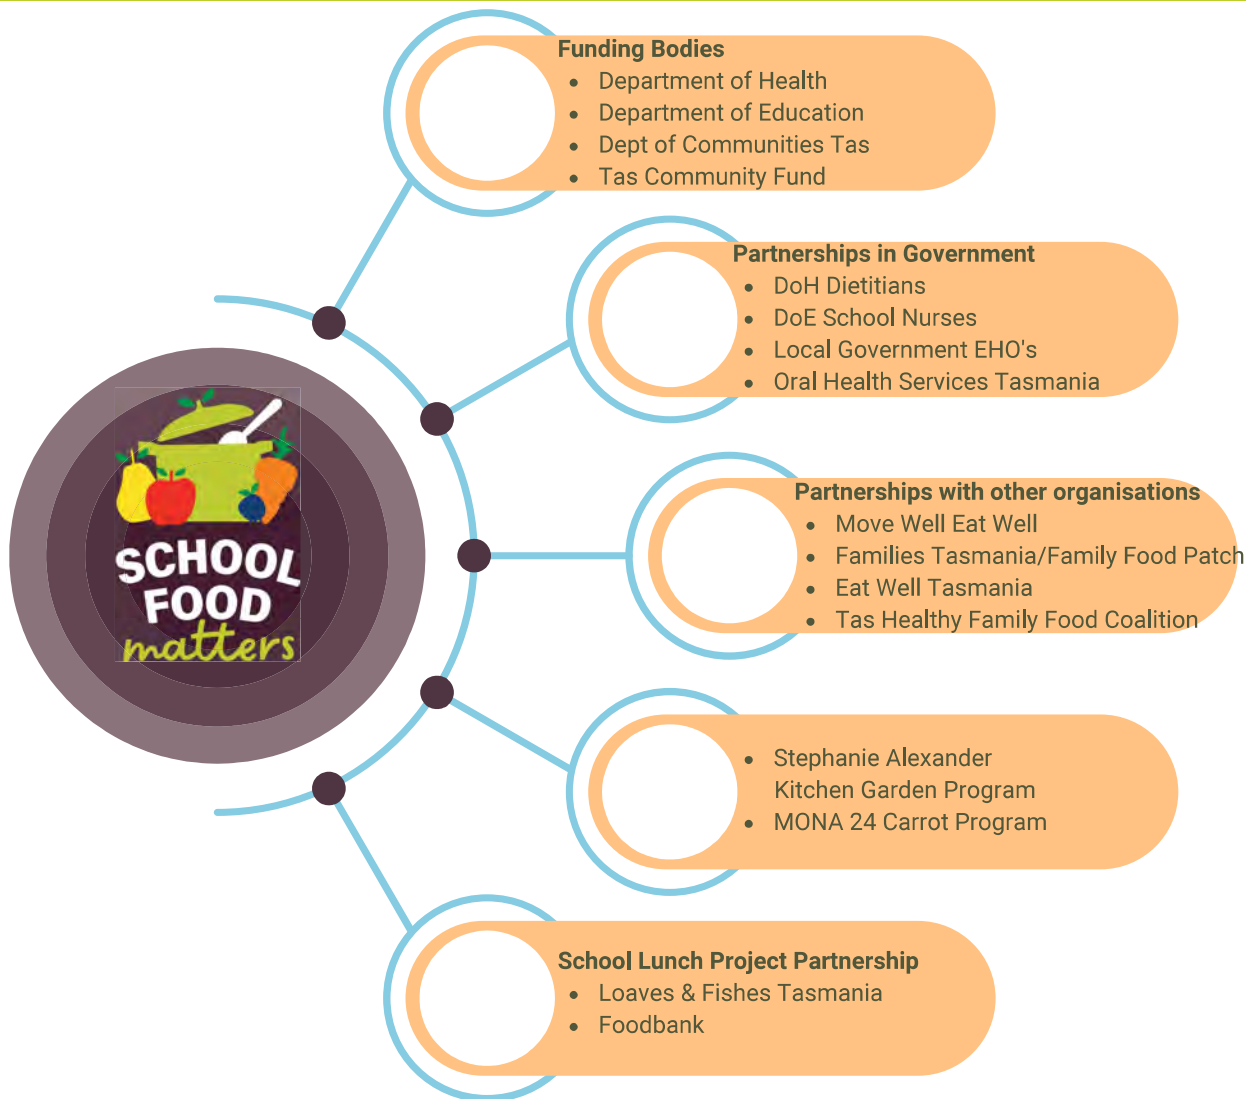 Funding Bodies
• Department of Health
• Department of Education
• Dept of Communities Tas
• Tas Community Fund
Partnerships in Government
• DoH Dietitians
• DoE School Nurses
• Local Government EHO's
• Oral Health Services Tasmania
SCHOOL
FOOD
matters
Partnerships with other organisations
• Move Well Eat Well
• Families Tasmania/Family Food Patch
• Eat Well Tasmania
• Tas Healthy Family Food Coalition
• Stephanie Alexander
Kitchen Garden Program
• MONA 24 Carrot Program
School Lunch Project Partnership
• Loaves & Fishes Tasmania
• Foodbank